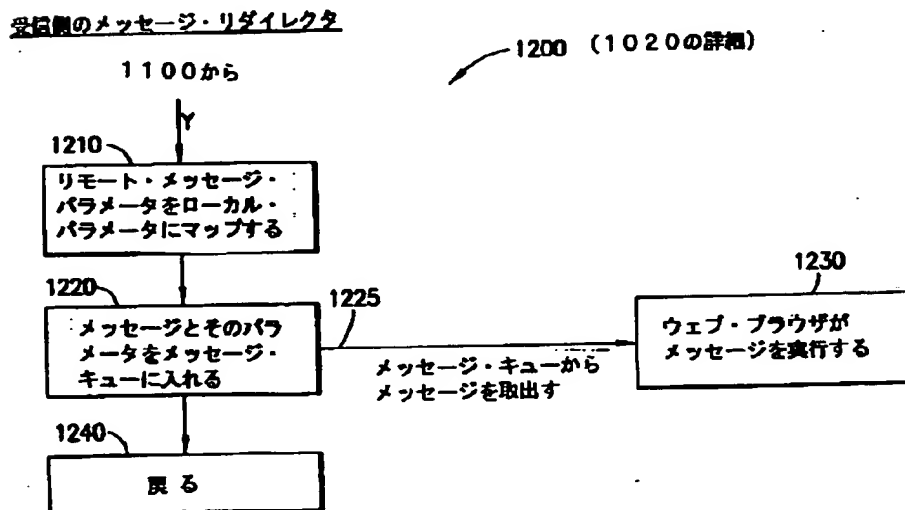 受信側のメッセージ・リダイレクタ
1200 (1020の詳細)
1100から
Y
1210
リモート・メッセージ・
パラメータをローカル・
パラメータにマップする
1220
メッセージとそのパラ
メータをメッセージ・
キューに入れる
1225
メッセージ・キューから
メッセージを取出す
1230
ウェブ・ブラウザが
メッセージを実行する
1240
戻る